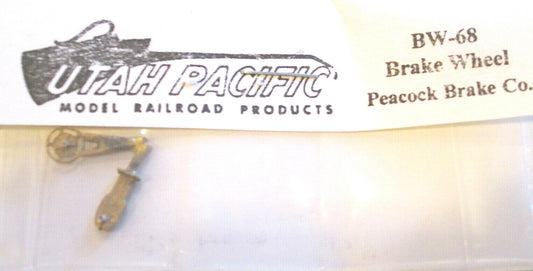 UTAH PACIFIC
MODEL RAILROAD PRODUCTS
BW-68
Brake Wheel
Peacock Brake Co.